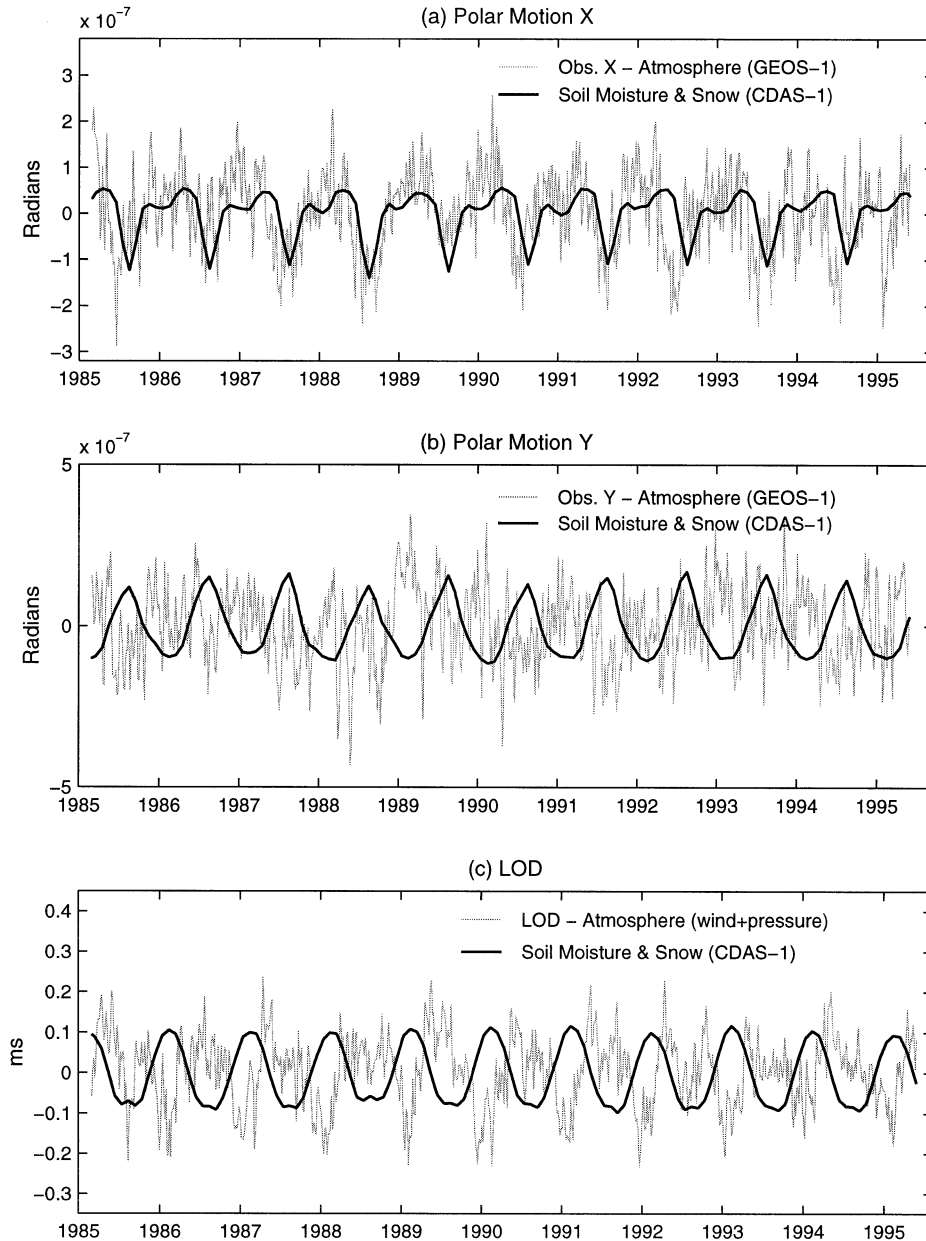 (a) Polar Motion X
x 10⁻⁷
3
2
1
0
−1
−2
−3
Radians
Obs. X − Atmosphere (GEOS−1)
Soil Moisture & Snow (CDAS−1)
1985 1986 1987 1988 1989 1990 1991 1992 1993 1994 1995
(b) Polar Motion Y
x 10⁻⁷
5
0
−5
Radians
Obs. Y − Atmosphere (GEOS−1)
Soil Moisture & Snow (CDAS−1)
1985 1986 1987 1988 1989 1990 1991 1992 1993 1994 1995
(c) LOD
0.4
0.3
0.2
0.1
0
−0.1
−0.2
−0.3
ms
LOD − Atmosphere (wind+pressure)
Soil Moisture & Snow (CDAS−1)
1985 1986 1987 1988 1989 1990 1991 1992 1993 1994 1995